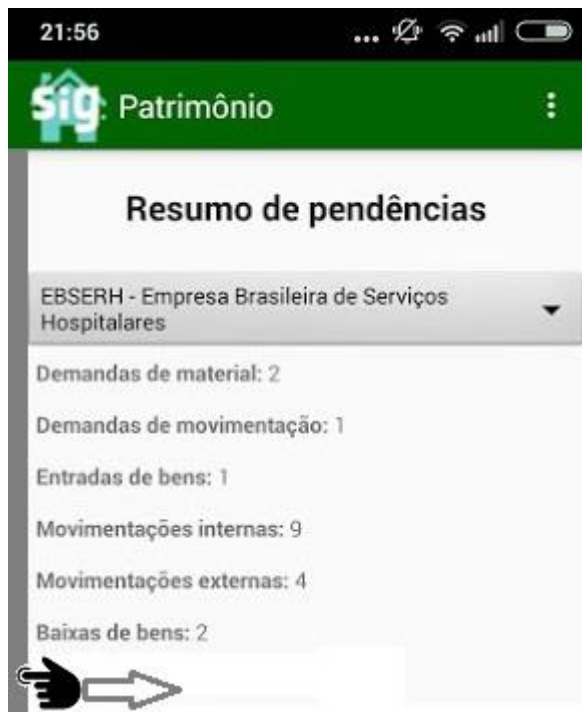 21:56
sig. Patrimônio
Resumo de pendências
EBSERH - Empresa Brasileira de Serviços
Hospitalares
Demandas de material: 2
Demandas de movimentação: 1
Entradas de bens: 1
Movimentações internas: 9
Movimentações externas: 4
Baixas de bens: 2